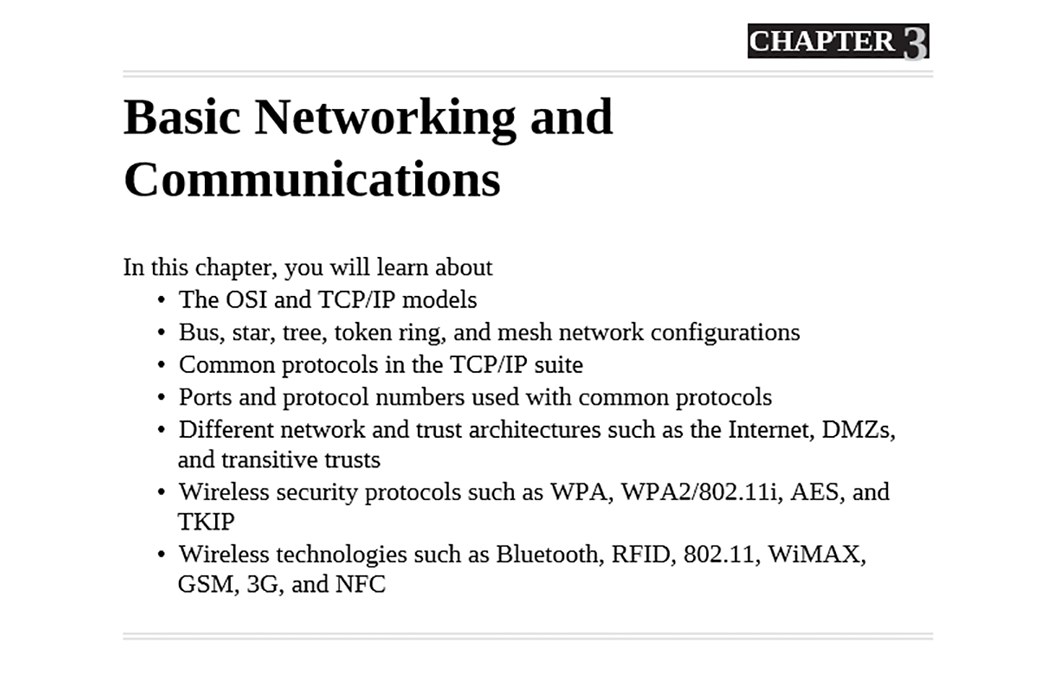 CHAPTER 3
Basic Networking and
Communications
In this chapter, you will learn about
• The OSI and TCP/IP models
• Bus, star, tree, token ring, and mesh network configurations
• Common protocols in the TCP/IP suite
• Ports and protocol numbers used with common protocols
• Different network and trust architectures such as the Internet, DMZs,
and transitive trusts
• Wireless security protocols such as WPA, WPA2/802.11i, AES, and
TKIP
• Wireless technologies such as Bluetooth, RFID, 802.11, WiMAX,
GSM, 3G, and NFC